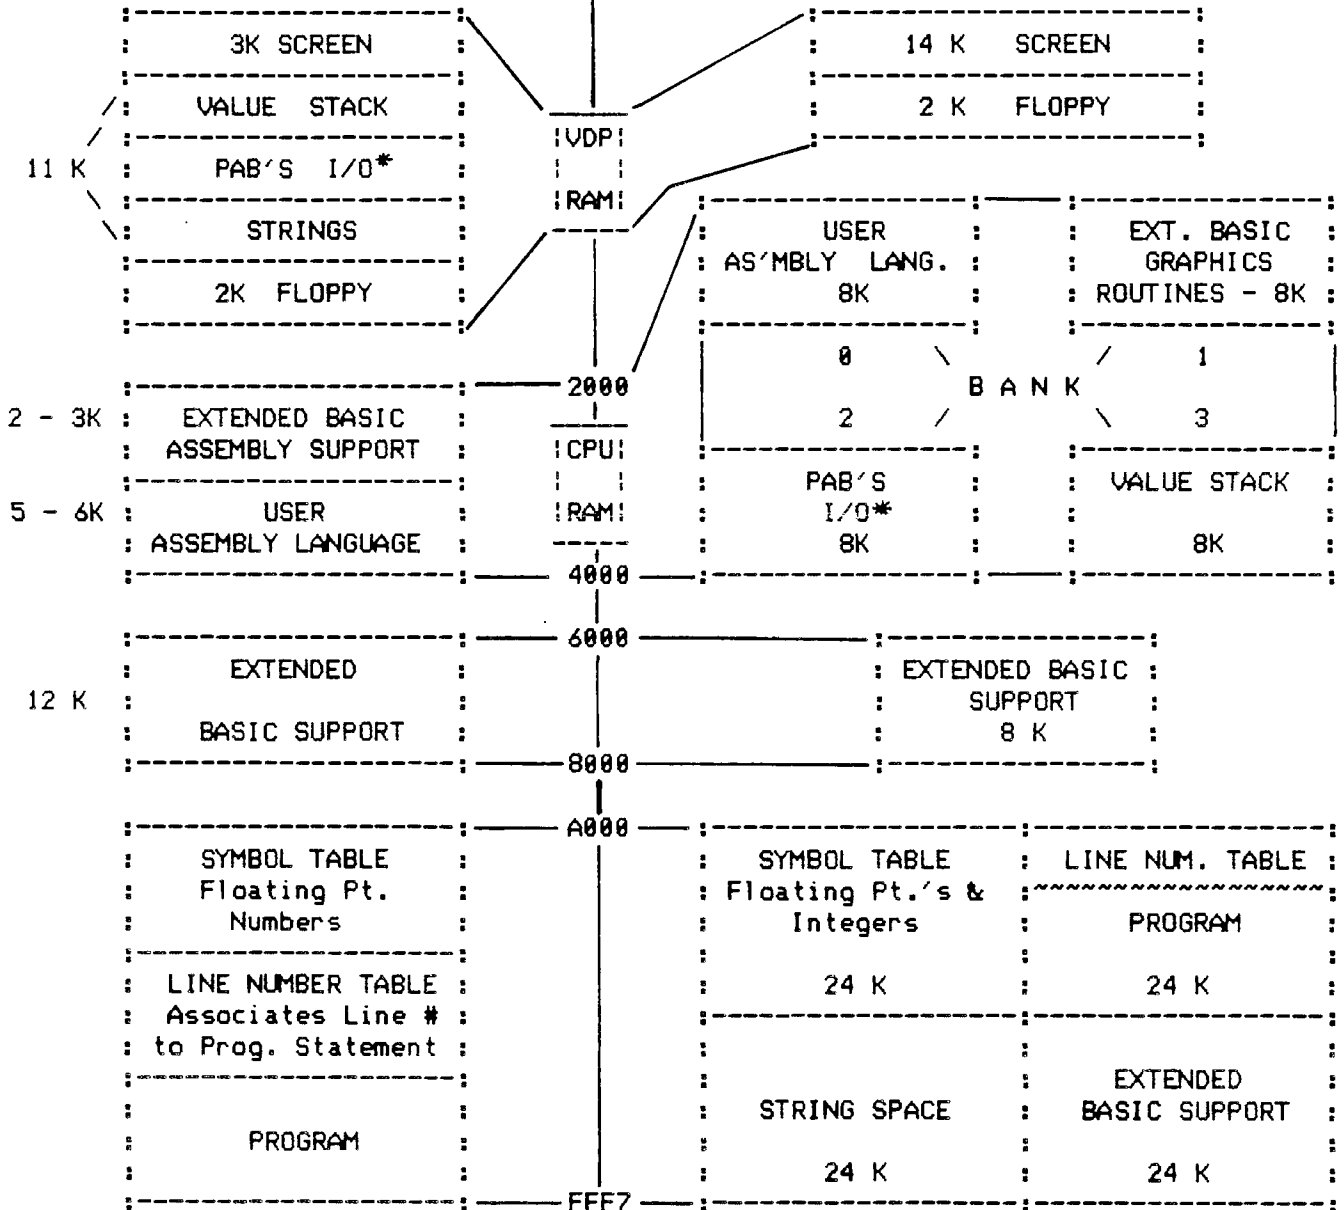 3K SCREEN
VALUE STACK
11 K
PAB'S I/O*
STRINGS
2K FLOPPY
VDP
RAM
14 K SCREEN
2 K FLOPPY
USER
AS'MBLY LANG.
8K
EXT. BASIC
GRAPHICS
ROUTINES - 8K
0
1
BANK
2
3
PAB'S
I/O*
8K
VALUE STACK
8K
2000
2 - 3K
EXTENDED BASIC
ASSEMBLY SUPPORT
CPU
RAM
5 - 6K
USER
ASSEMBLY LANGUAGE
4000
6000
12 K
EXTENDED
BASIC SUPPORT
EXTENDED BASIC
SUPPORT
8 K
8000
A000
SYMBOL TABLE
Floating Pt.
Numbers
LINE NUMBER TABLE
Associates Line #
to Prog. Statement
PROGRAM
SYMBOL TABLE
Floating Pt.'s &
Integers
24 K
LINE NUM. TABLE
PROGRAM
24 K
STRING SPACE
24 K
EXTENDED
BASIC SUPPORT
24 K
FFF7